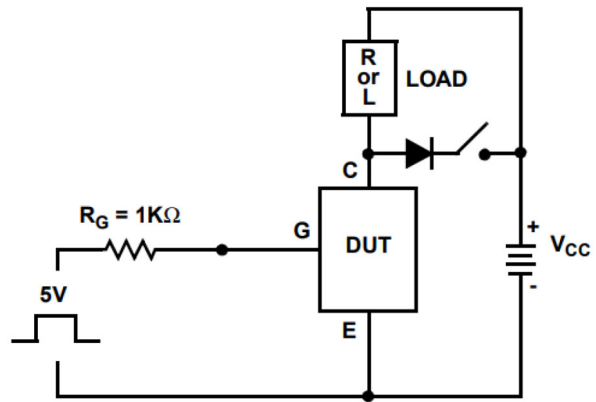 R
or
L
LOAD
C
R_G = 1KΩ
G
DUT
+
V_CC
-
5V
E